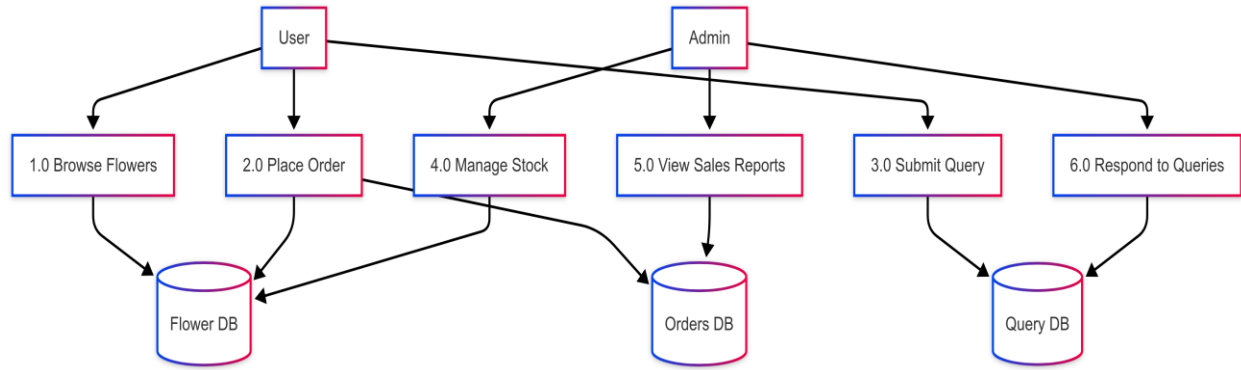 User
Admin
1.0 Browse Flowers
2.0 Place Order
4.0 Manage Stock
5.0 View Sales Reports
3.0 Submit Query
6.0 Respond to Queries
Flower DB
Orders DB
Query DB